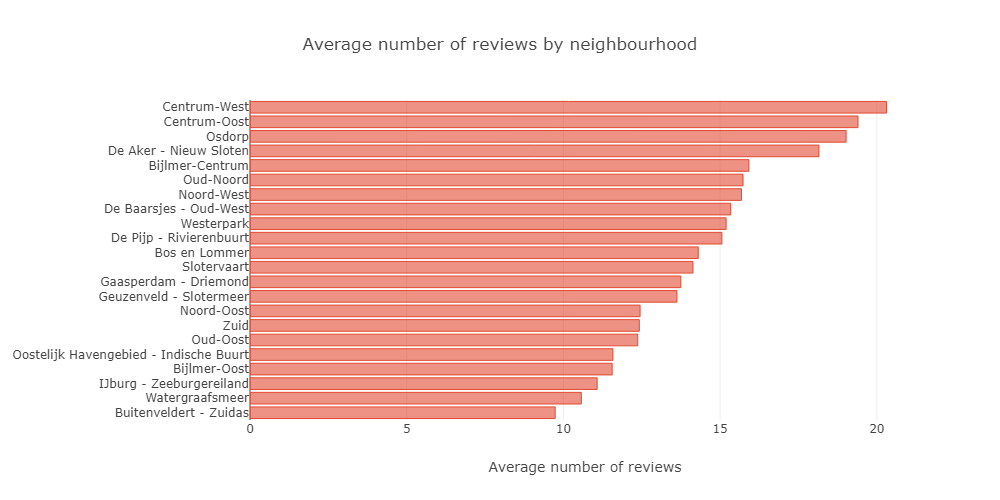 Average number of reviews by neighbourhood
Centrum-West
Centrum-Oost
Osdorp
De Aker - Nieuw Sloten
Bijlmer-Centrum
Oud-Noord
Noord-West
De Baarsjes - Oud-West
Westerpark
De Pijp - Rivierenbuurt
Bos en Lommer
Slotervaart
Gaasperdam - Driemond
Geuzenveld - Slotermeer
Noord-Oost
Zuid
Oud-Oost
Oostelijk Havengebied - Indische Buurt
Bijlmer-Oost
IJburg - Zeeburgereiland
Watergraafsmeer
Buitenveldert - Zuidas
0 5 10 15 20
Average number of reviews